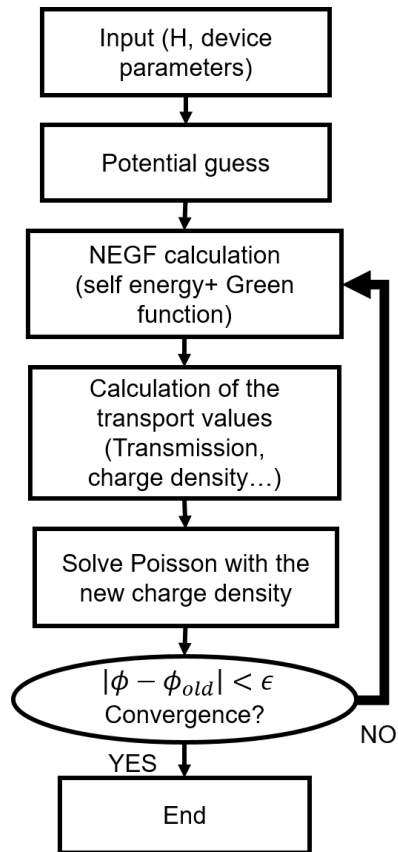 Input (H, device
parameters)
Potential guess
NEGF calculation
(self energy+ Green
function)
Calculation of the
transport values
(Transmission,
charge density…)
Solve Poisson with the
new charge density
|ϕ − ϕ_old| < ϵ
Convergence?
NO
YES
End